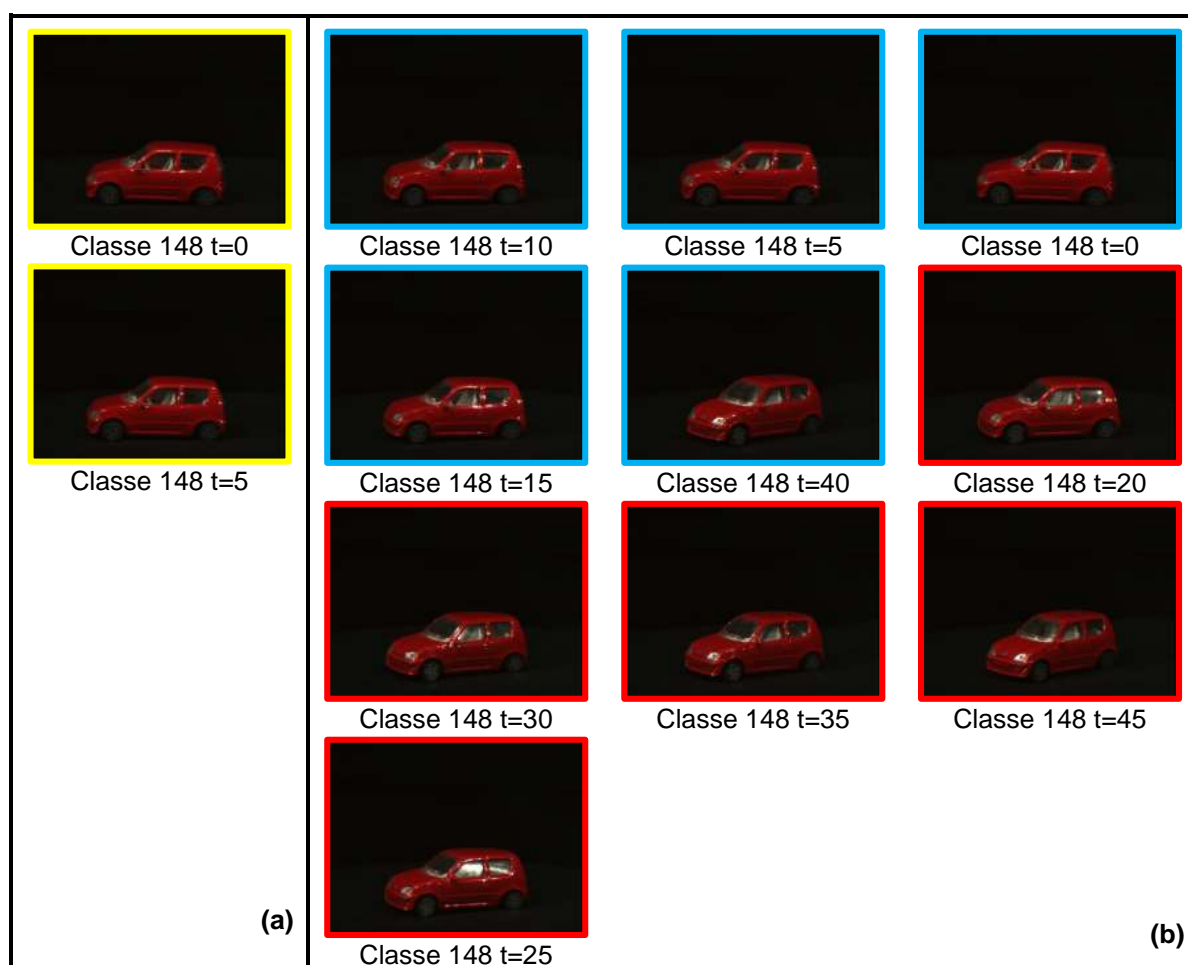 Classe 148 t=0
Classe 148 t=10
Classe 148 t=5
Classe 148 t=0
Classe 148 t=5
Classe 148 t=15
Classe 148 t=40
Classe 148 t=20
Classe 148 t=30
Classe 148 t=35
Classe 148 t=45
(a)
Classe 148 t=25
(b)